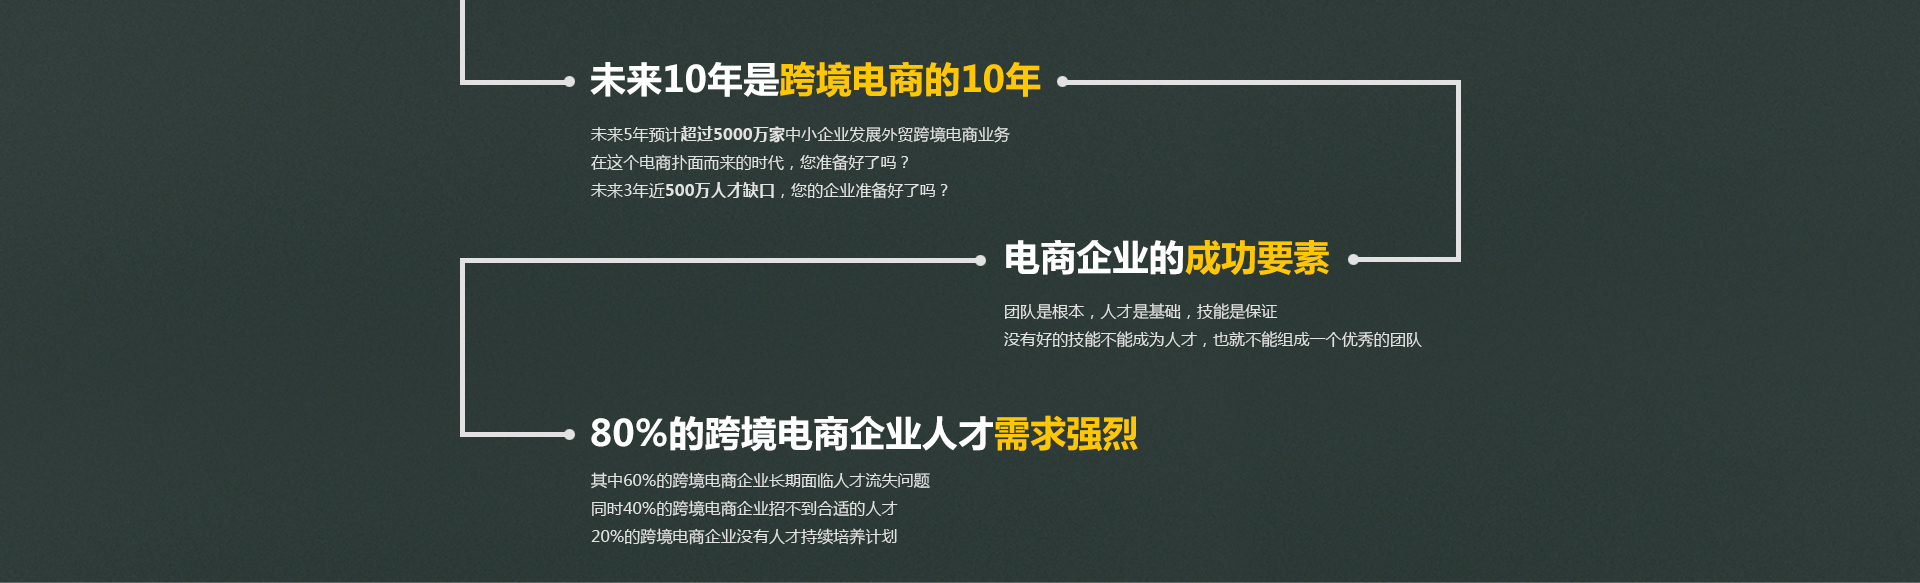 未来10年是跨境电商的10年
未来5年预计超过5000万家中小企业发展外贸跨境电商业务
在这个电商扑面而来的时代，您准备好了吗？
未来3年近500万人才缺口，您的企业准备好了吗？
电商企业的成功要素
团队是根本，人才是基础，技能是保证
没有好的技能不能成为人才，也就不能组成一个优秀的团队
80%的跨境电商企业人才需求强烈
其中60%的跨境电商企业长期面临人才流失问题
同时40%的跨境电商企业招不到合适的人才
20%的跨境电商企业没有人才持续培养计划